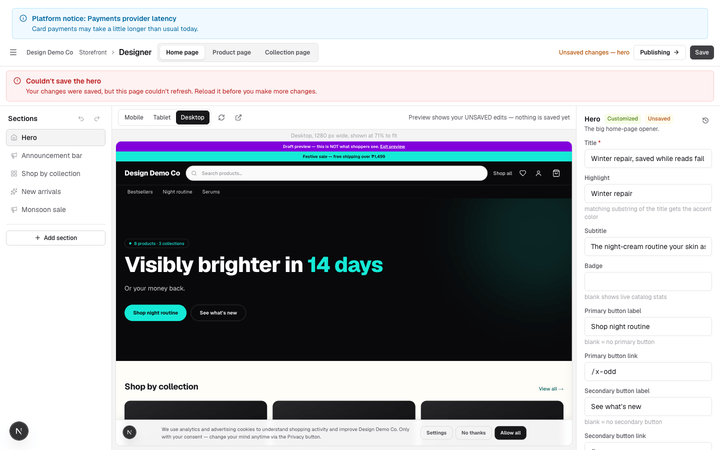 Platform notice: Payments provider latency
Card payments may take a little longer than usual today.
Design Demo Co Storefront > Designer Home page Product page Collection page Unsaved changes — hero Publishing → Save
Couldn't save the hero
Your changes were saved, but this page couldn't refresh. Reload it before you make more changes.
Sections
Hero
Announcement bar
Shop by collection
New arrivals
Monsoon sale
+ Add section
Mobile Tablet Desktop Preview shows your UNSAVED edits — nothing is saved yet
Desktop, 1280 px wide, shown at 71% to fit
Draft preview — this is NOT what shoppers see. Exit preview
Festive sale — free shipping over ₹1,499
Design Demo Co Search products… Shop all
Bestsellers Night routine Serums
8 products · 3 collections
Visibly brighter in 14 days
Or your money back.
Shop night routine See what's new
Shop by collection View all →
We use analytics and advertising cookies to understand shopping activity and improve Design Demo Co. Only
with your consent — change your mind anytime via the Privacy button.
Settings No thanks Allow all
N
N
Hero Customized Unsaved
The big home-page opener.
Title *
Winter repair, saved while reads fail
Highlight
Winter repair
matching substring of the title gets the accent
color
Subtitle
The night-cream routine your skin as
Badge
blank shows live catalog stats
Primary button label
Shop night routine
blank = no primary button
Primary button link
/x-odd
Secondary button label
See what's new
blank = no secondary button
Secondary button link